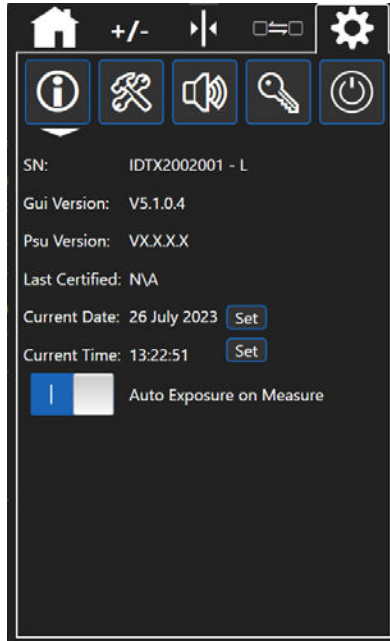 +/-
SN: IDTX2002001 - L
Gui Version: V5.1.0.4
Psu Version: VX.X.X.X
Last Certified: N\A
Current Date: 26 July 2023 Set
Current Time: 13:22:51 Set
Auto Exposure on Measure